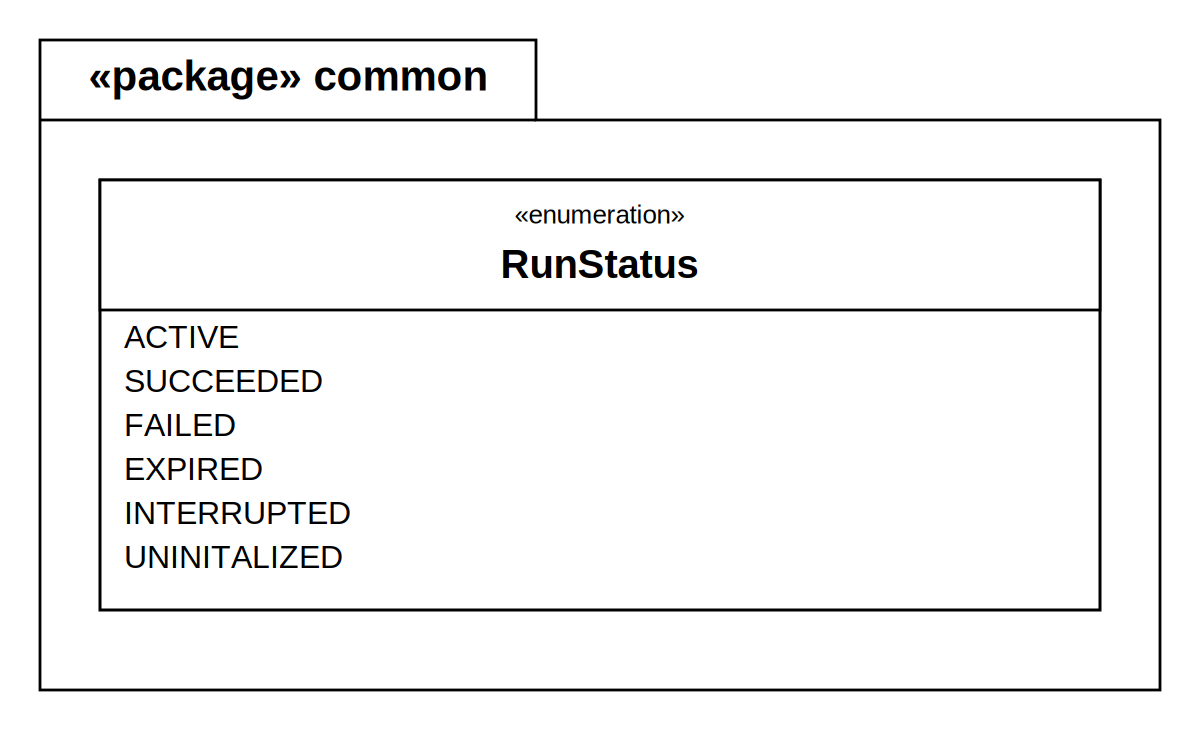 «package» common
«enumeration»
RunStatus
ACTIVE
SUCCEEDED
FAILED
EXPIRED
INTERRUPTED
UNINITALIZED